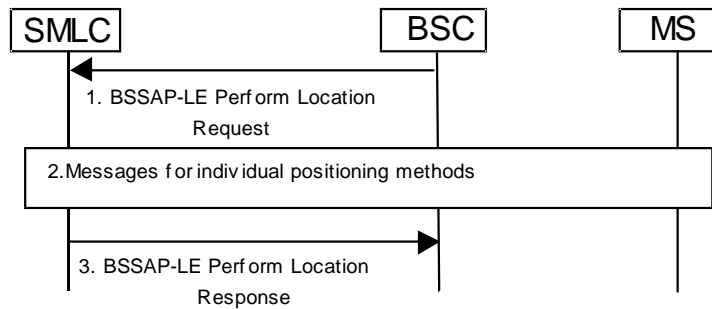 SMLC
BSC
MS
1. BSSAP-LE Perform Location
Request
2.Messages for individual positioning methods
3. BSSAP-LE Perform Location
Response